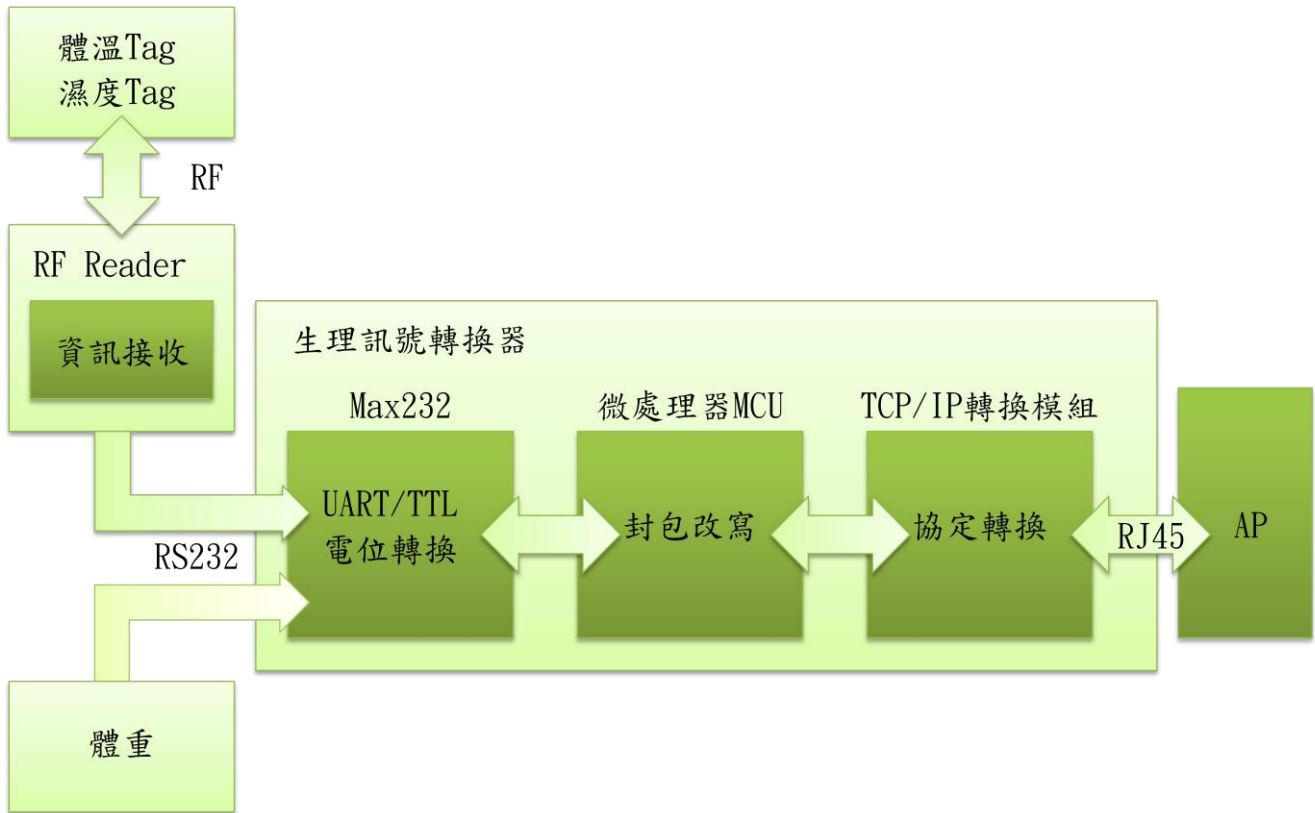 體溫Tag
濕度Tag
RF
RF Reader
資訊接收
生理訊號轉換器
Max232
微處理器MCU
TCP/IP轉換模組
UART/TTL
電位轉換
封包改寫
協定轉換
RJ45
AP
RS232
體重